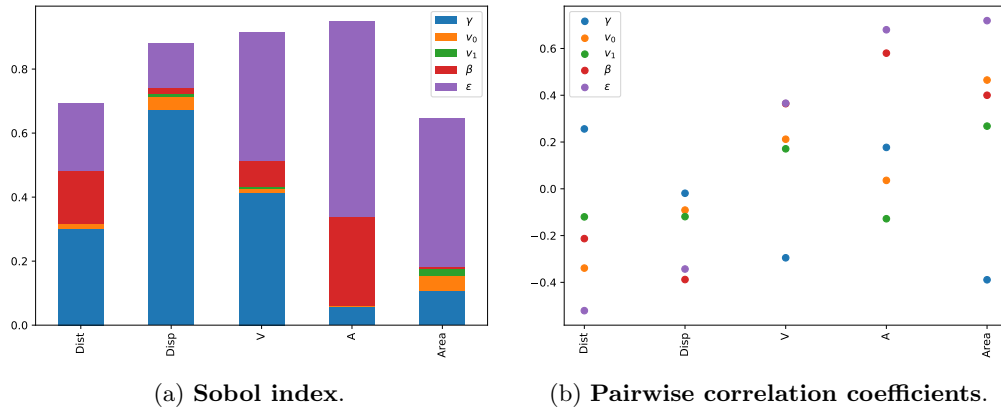 γ
v₀
v₁
β
ε
0.8
0.6
0.4
0.2
0.0
Dist
Disp
V
A
Area
(a) Sobol index.
γ
v₀
v₁
β
ε
0.6
0.4
0.2
0.0
−0.2
−0.4
Dist
Disp
V
A
Area
(b) Pairwise correlation coefficients.